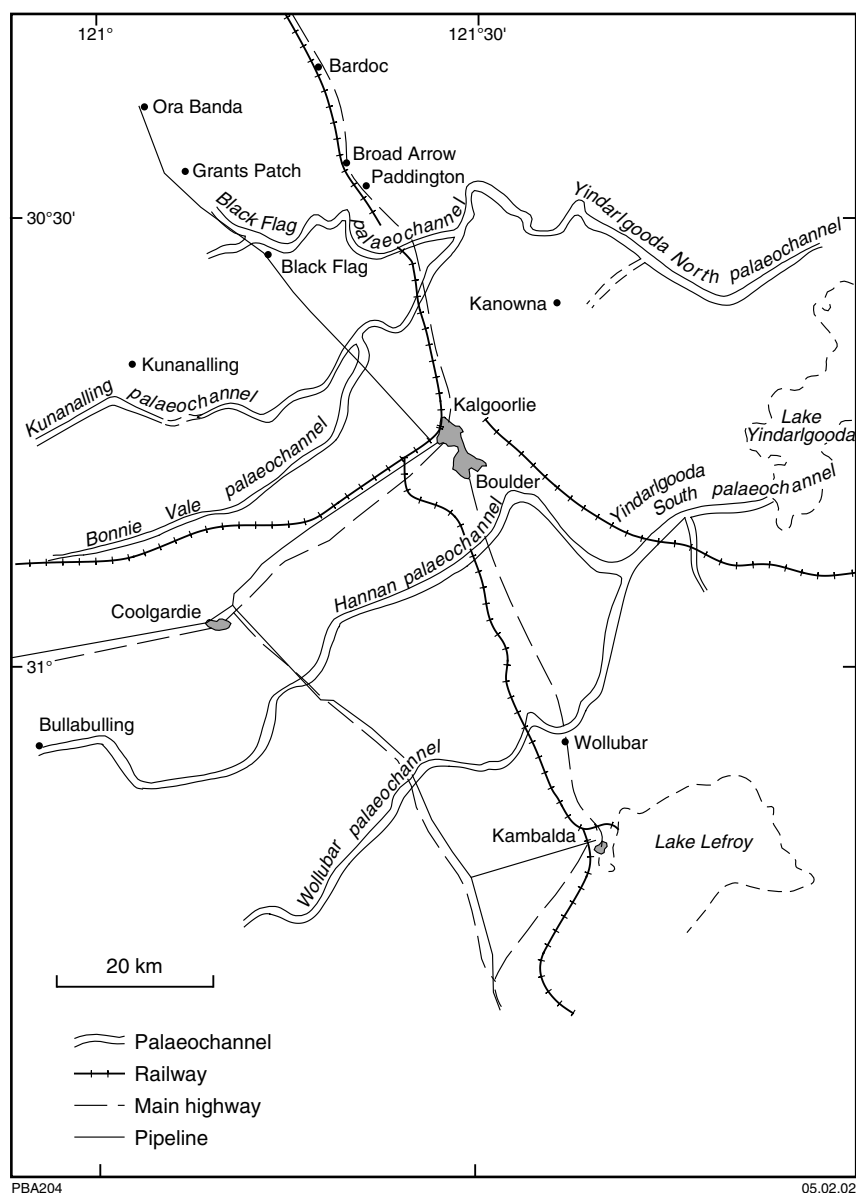 121°
121°30'
Bardoc
Ora Banda
Broad Arrow
Grants Patch
Paddington
Black Flag
palaeochannel
Yindarlgooda North palaeochannel
30°30'
Black Flag
Kanowna
Kunanalling
Kunanalling palaeochannel
Kalgoorlie
Lake
Yindarlgooda
Bonnie Vale palaeochannel
Boulder
Yindarlgooda
South palaeochannel
Hannan palaeochannel
Coolgardie
31°
Bullabulling
Wollubar
Wollubar palaeochannel
Kambalda
Lake Lefroy
20 km
Palaeochannel
Railway
Main highway
Pipeline
PBA204
05.02.02